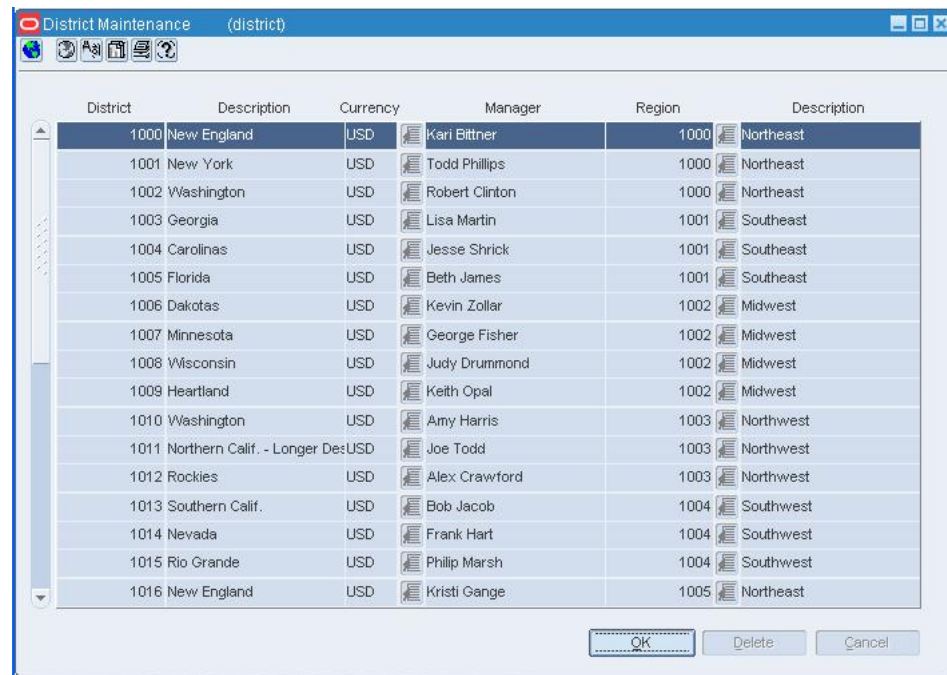 District Maintenance (district)
District Description Currency Manager Region Description
1000 New England USD Kari Bittner 1000 Northeast
1001 New York USD Todd Phillips 1000 Northeast
1002 Washington USD Robert Clinton 1000 Northeast
1003 Georgia USD Lisa Martin 1001 Southeast
1004 Carolinas USD Jesse Shrick 1001 Southeast
1005 Florida USD Beth James 1001 Southeast
1006 Dakotas USD Kevin Zollar 1002 Midwest
1007 Minnesota USD George Fisher 1002 Midwest
1008 Wisconsin USD Judy Drummond 1002 Midwest
1009 Heartland USD Keith Opal 1002 Midwest
1010 Washington USD Amy Harris 1003 Northwest
1011 Northern Calif. - Longer Des USD Joe Todd 1003 Northwest
1012 Rockies USD Alex Crawford 1003 Northwest
1013 Southern Calif. USD Bob Jacob 1004 Southwest
1014 Nevada USD Frank Hart 1004 Southwest
1015 Rio Grande USD Philip Marsh 1004 Southwest
1016 New England USD Kristi Gange 1005 Northeast
OK Delete Cancel